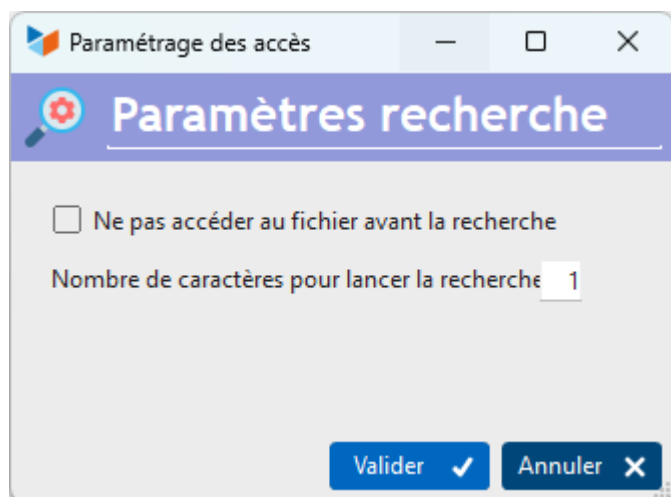 Paramétrage des accès
Paramètres recherche
Ne pas accéder au fichier avant la recherche
Nombre de caractères pour lancer la recherche 1
Valider
Annuler